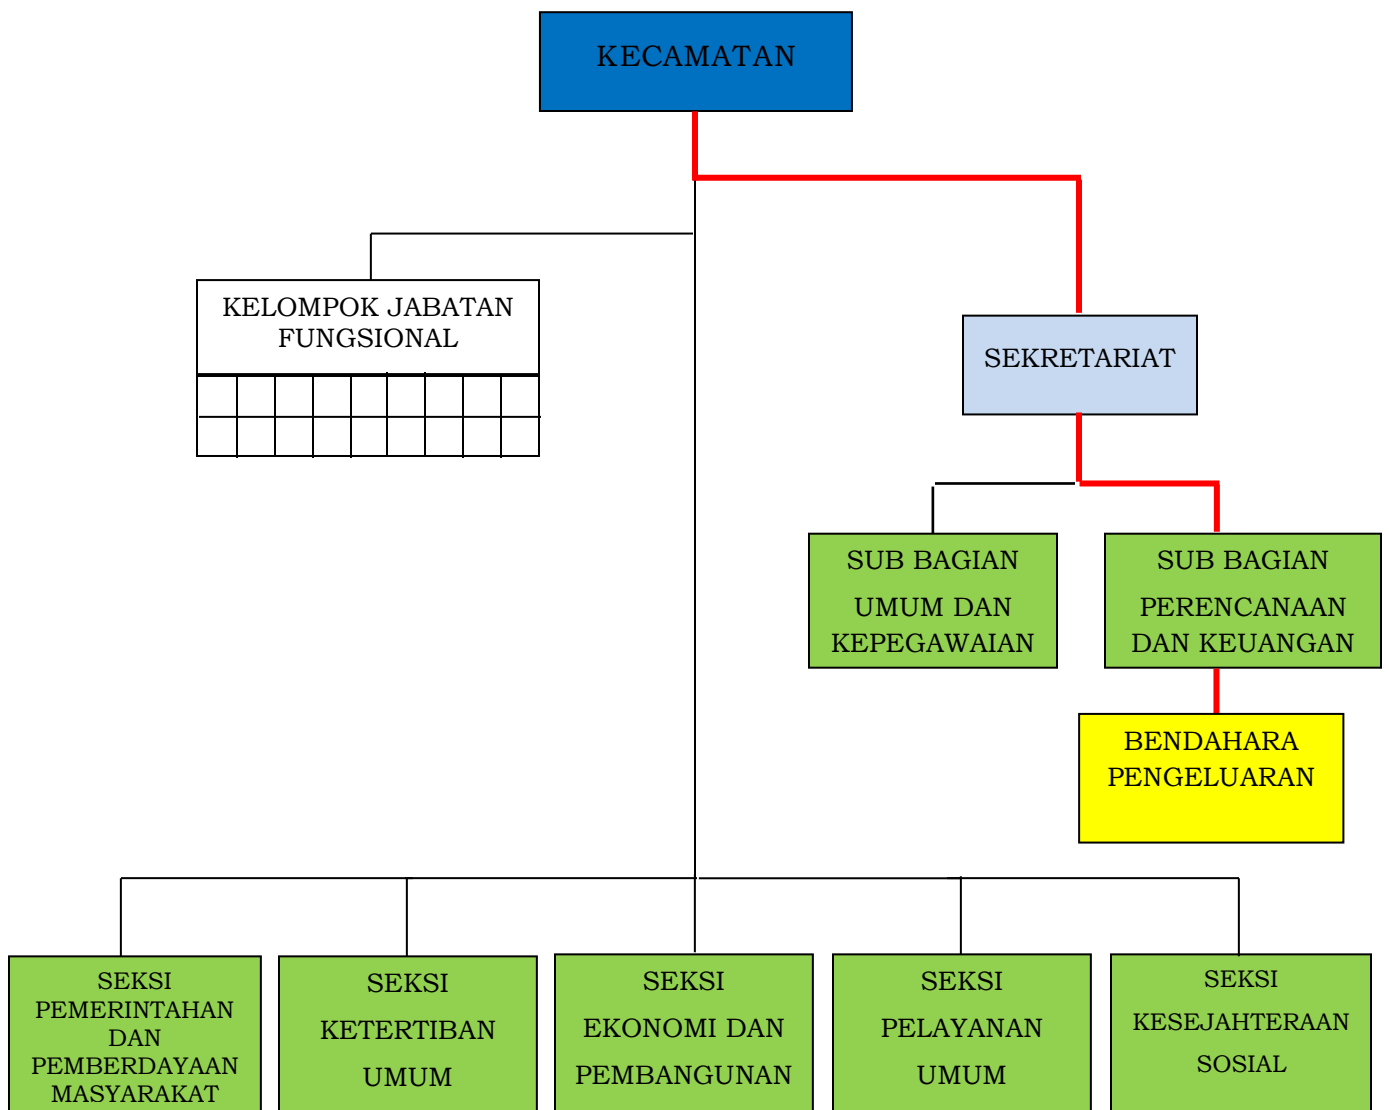 KECAMATAN
KELOMPOK JABATAN
FUNGSIONAL
SEKRETARIAT
SUB BAGIAN
UMUM DAN
KEPEGAWAIAN
SUB BAGIAN
PERENCANAAN
DAN KEUANGAN
BENDAHARA
PENGELUARAN
SEKSI
PEMERINTAHAN
DAN
PEMBERDAYAAN
MASYARAKAT
SEKSI
KETERTIBAN
UMUM
SEKSI
EKONOMI DAN
PEMBANGUNAN
SEKSI
PELAYANAN
UMUM
SEKSI
KESEJAHTERAAN
SOSIAL